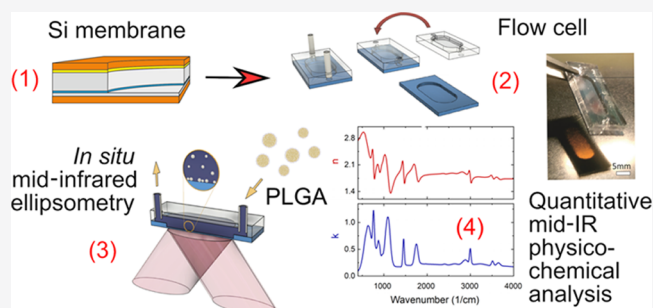 Si membrane
Flow cell
(1)
(2)
5mm
In situ
mid-infrared
ellipsometry
PLGA
(3)
2.8
2.1
1.4
n
1.0
0.5
0.0
k
(4)
1000 2000 3000 4000
Wavenumber (1/cm)
Quantitative
mid-IR
physico-
chemical
analysis